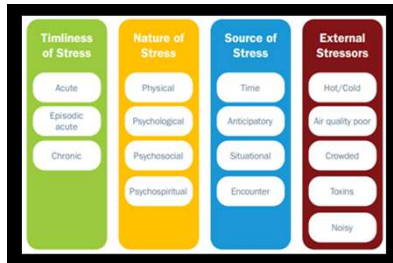 Timliness
of Stress
Acute
Episodic
acute
Chronic
Nature of
Stress
Physical
Psychological
Psychosocial
Psychospiritual
Source of
Stress
Time
Anticipatory
Situational
Encounter
External
Stressors
Hot/Cold
Air quality poor
Crowded
Toxins
Noisy